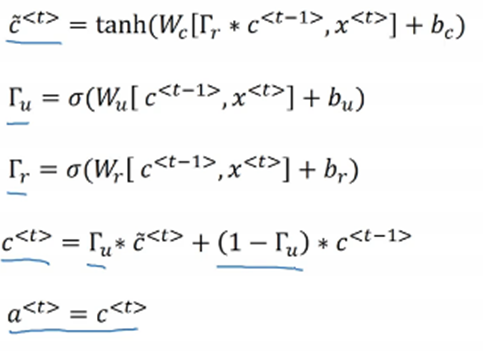 c̃^{<t>} = tanh(W_c[Γ_r * c^{<t−1>}, x^{<t>}] + b_c)
Γ_u = σ(W_u[ c^{<t−1>}, x^{<t>}] + b_u)
Γ_r = σ(W_r[ c^{<t−1>}, x^{<t>}] + b_r)
c^{<t>} = Γ_u * c̃^{<t>} + (1 − Γ_u) * c^{<t−1>}
a^{<t>} = c^{<t>}